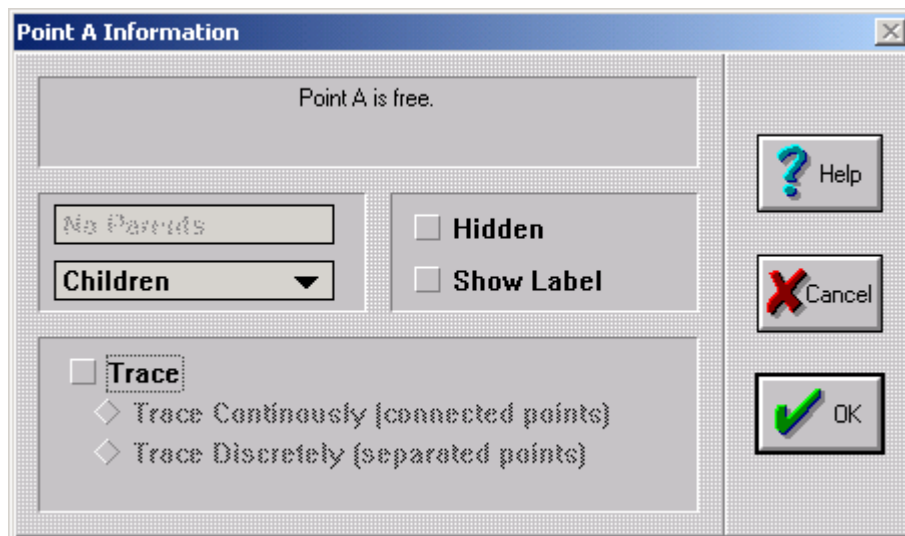 Point A Information
Point A is free.
No Parents
Children
Hidden
Show Label
Trace
Trace Continously (connected points)
Trace Discretely (separated points)
Help
Cancel
OK